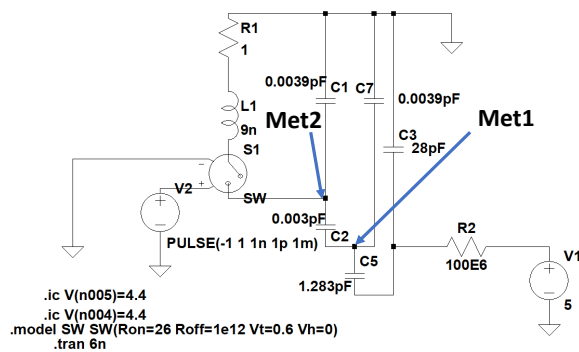 R1
1
0.0039pF
C1
C7
0.0039pF
L1
9n
Met2
Met1
C3
28pF
S1
-
+
V2
+
-
SW
0.003pF
C2
R2
100E6
V1
+
-
5
PULSE(-1 1 1n 1p 1m)
C5
1.283pF
.ic V(n005)=4.4
.ic V(n004)=4.4
.model SW SW(Ron=26 Roff=1e12 Vt=0.6 Vh=0)
.tran 6n